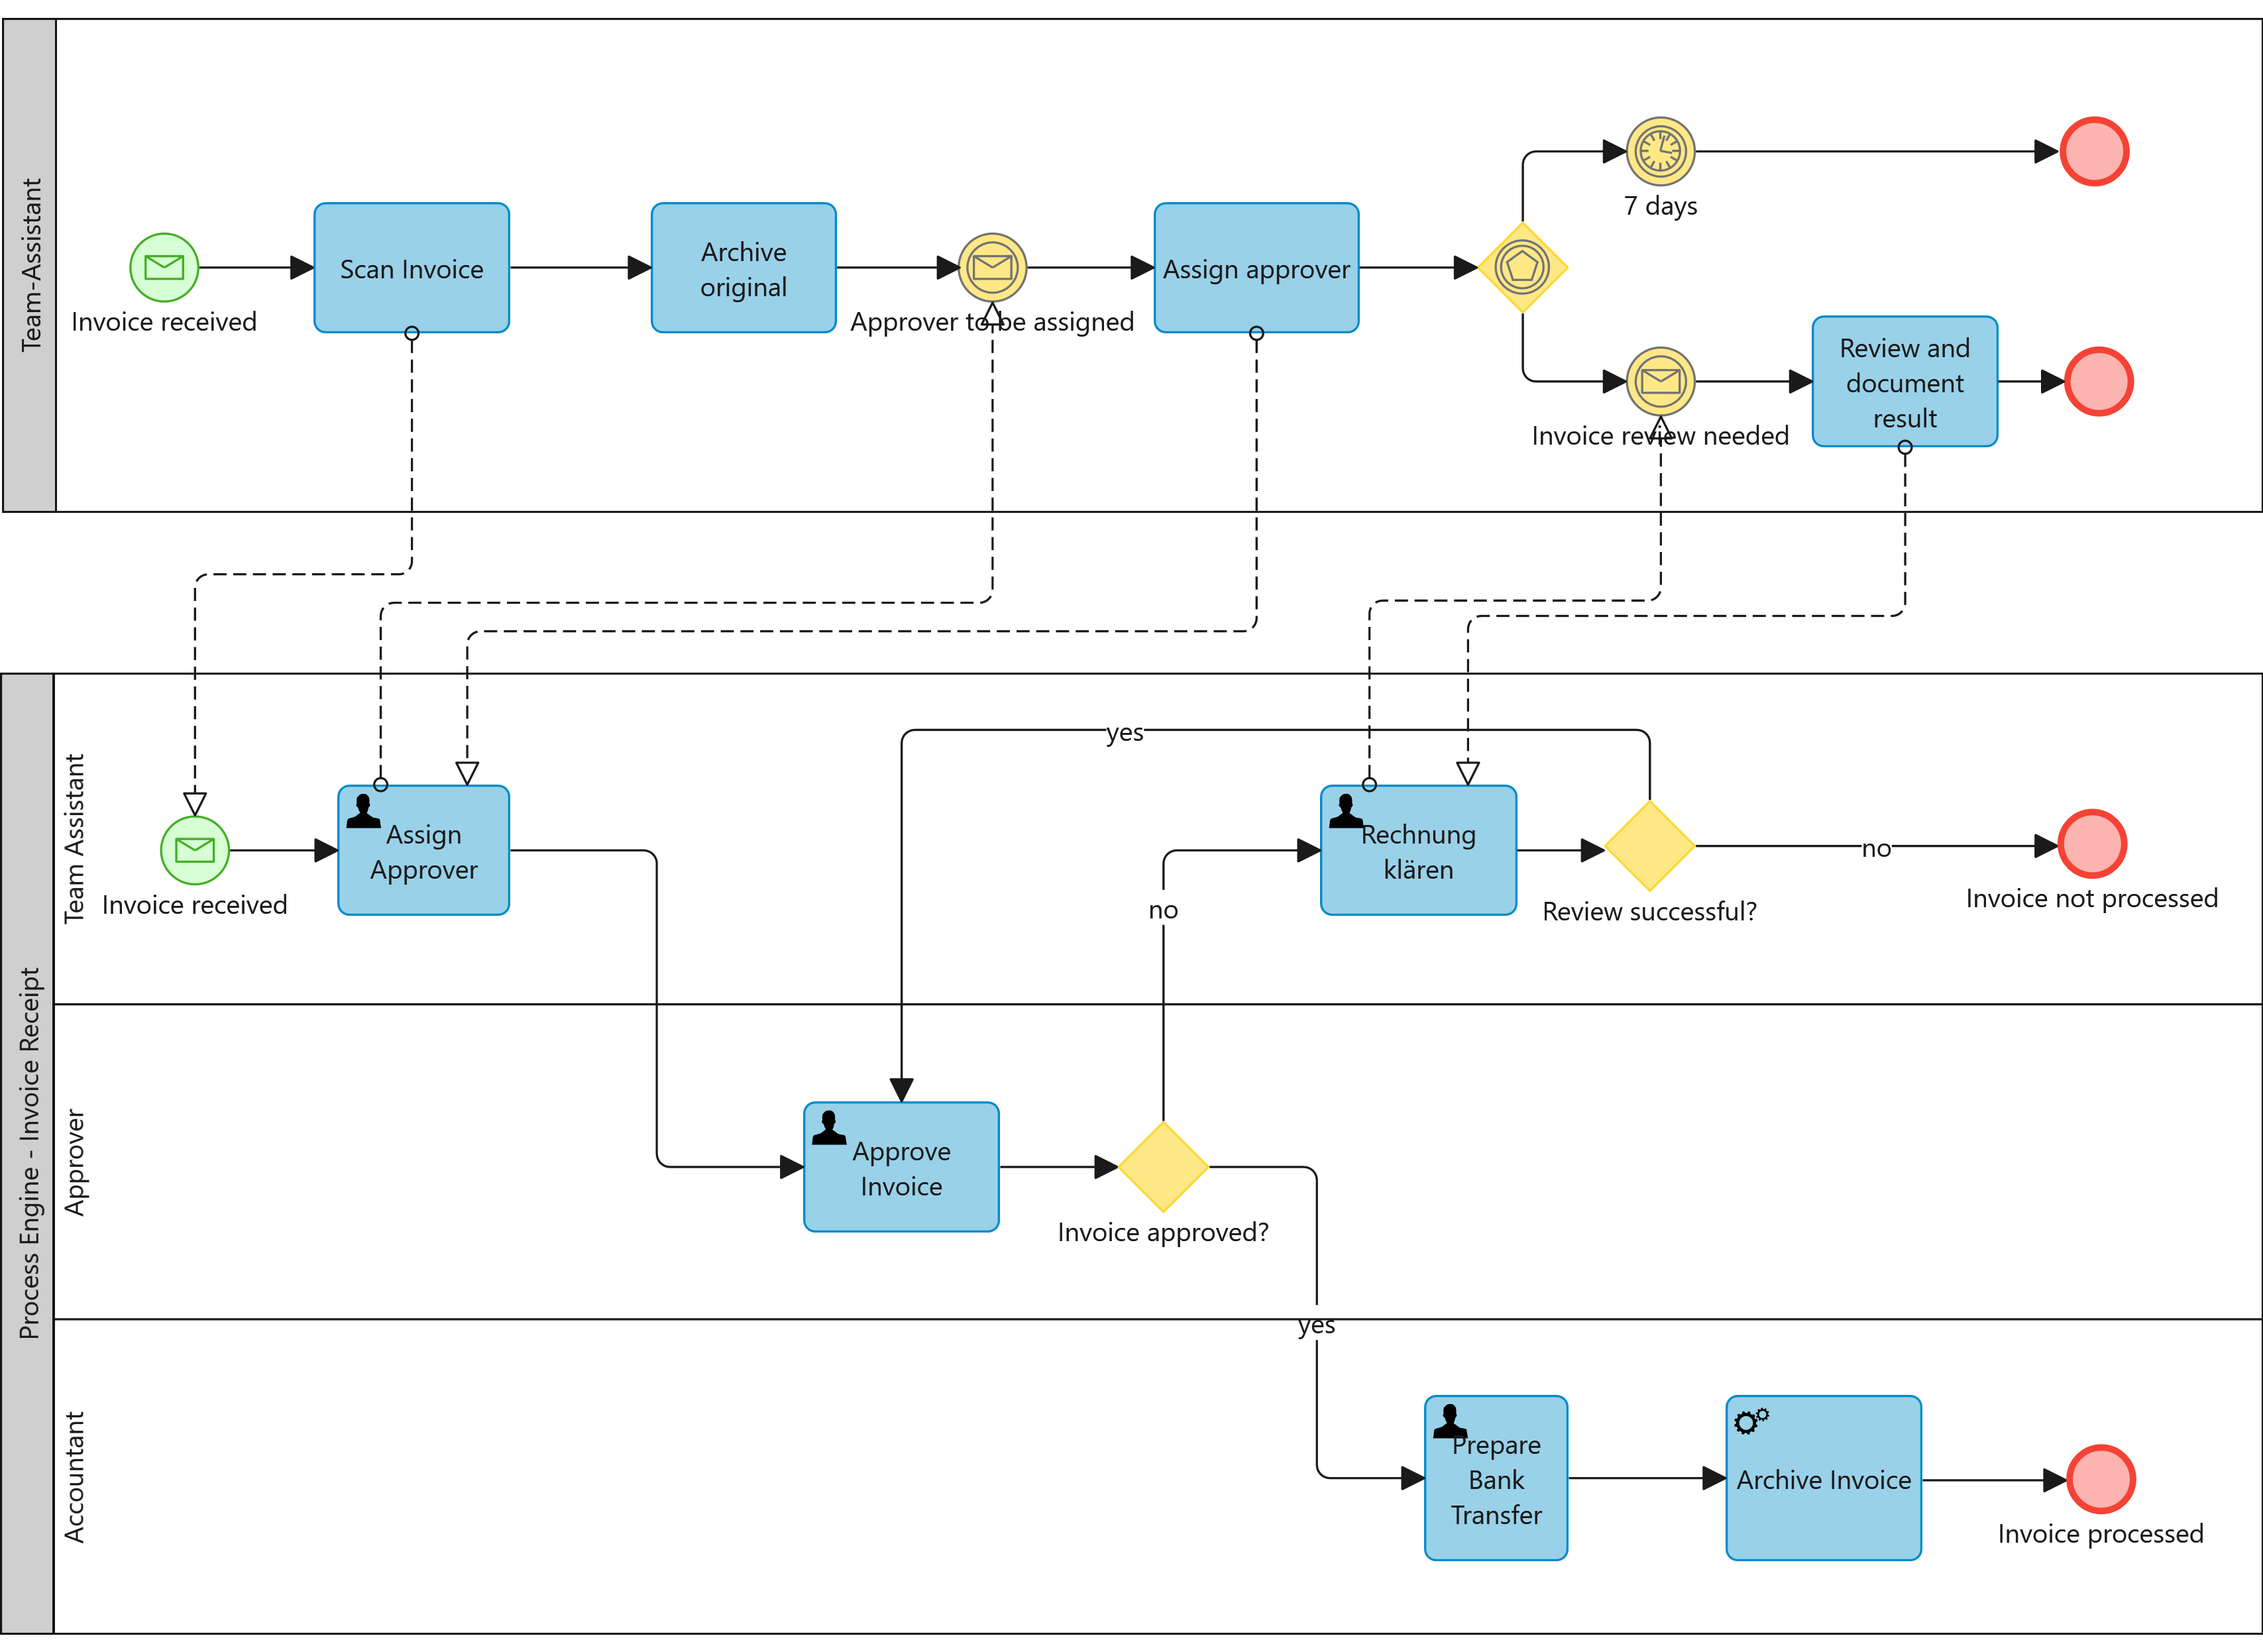 Team-Assistant
7 days
Scan Invoice
Archive
original
Assign approver
Invoice received
Approver to be assigned
Review and
document
result
Invoice review needed
Process Engine - Invoice Receipt
Team Assistant
yes
Assign
Approver
Rechnung
klären
no
Invoice received
no
Review successful?
Invoice not processed
Approver
Approve
Invoice
Invoice approved?
yes
Accountant
Prepare
Bank
Transfer
Archive Invoice
Invoice processed